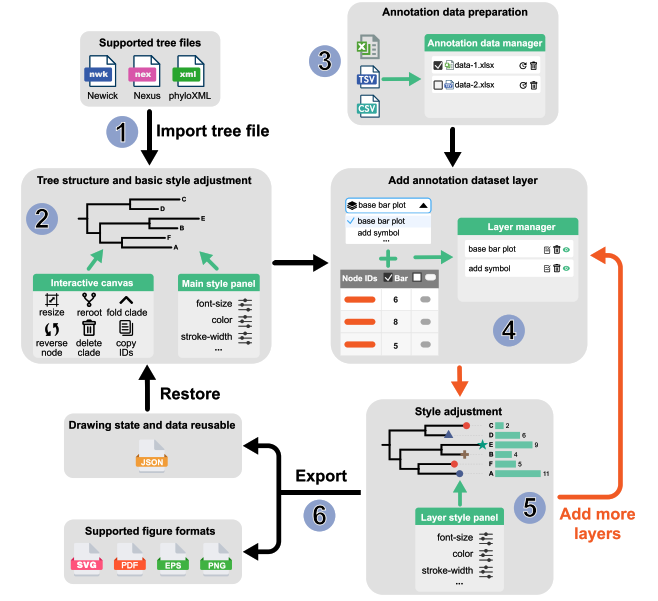 Supported tree files
nwk
nex
xml
Newick
Nexus
phyloXML
1
Import tree file
Annotation data preparation
3
TSV
CSV
Annotation data manager
data-1.xlsx
data-2.xlsx
Tree structure and basic style adjustment
2
C
D
E
B
F
A
Interactive canvas
resize
reroot
fold clade
reverse node
delete clade
copy IDs
Main style panel
font-size
color
stroke-width
...
Add annotation dataset layer
base bar plot
base bar plot
add symbol
...
Node IDs
Bar
6
8
5
Layer manager
base bar plot
add symbol
4
Style adjustment
C 2
D 6
E 9
B 4
F 5
A 11
Layer style panel
font-size
color
stroke-width
...
5
Add more
layers
Export
6
Restore
Drawing state and data reusable
JSON
Supported figure formats
SVG
PDF
EPS
PNG